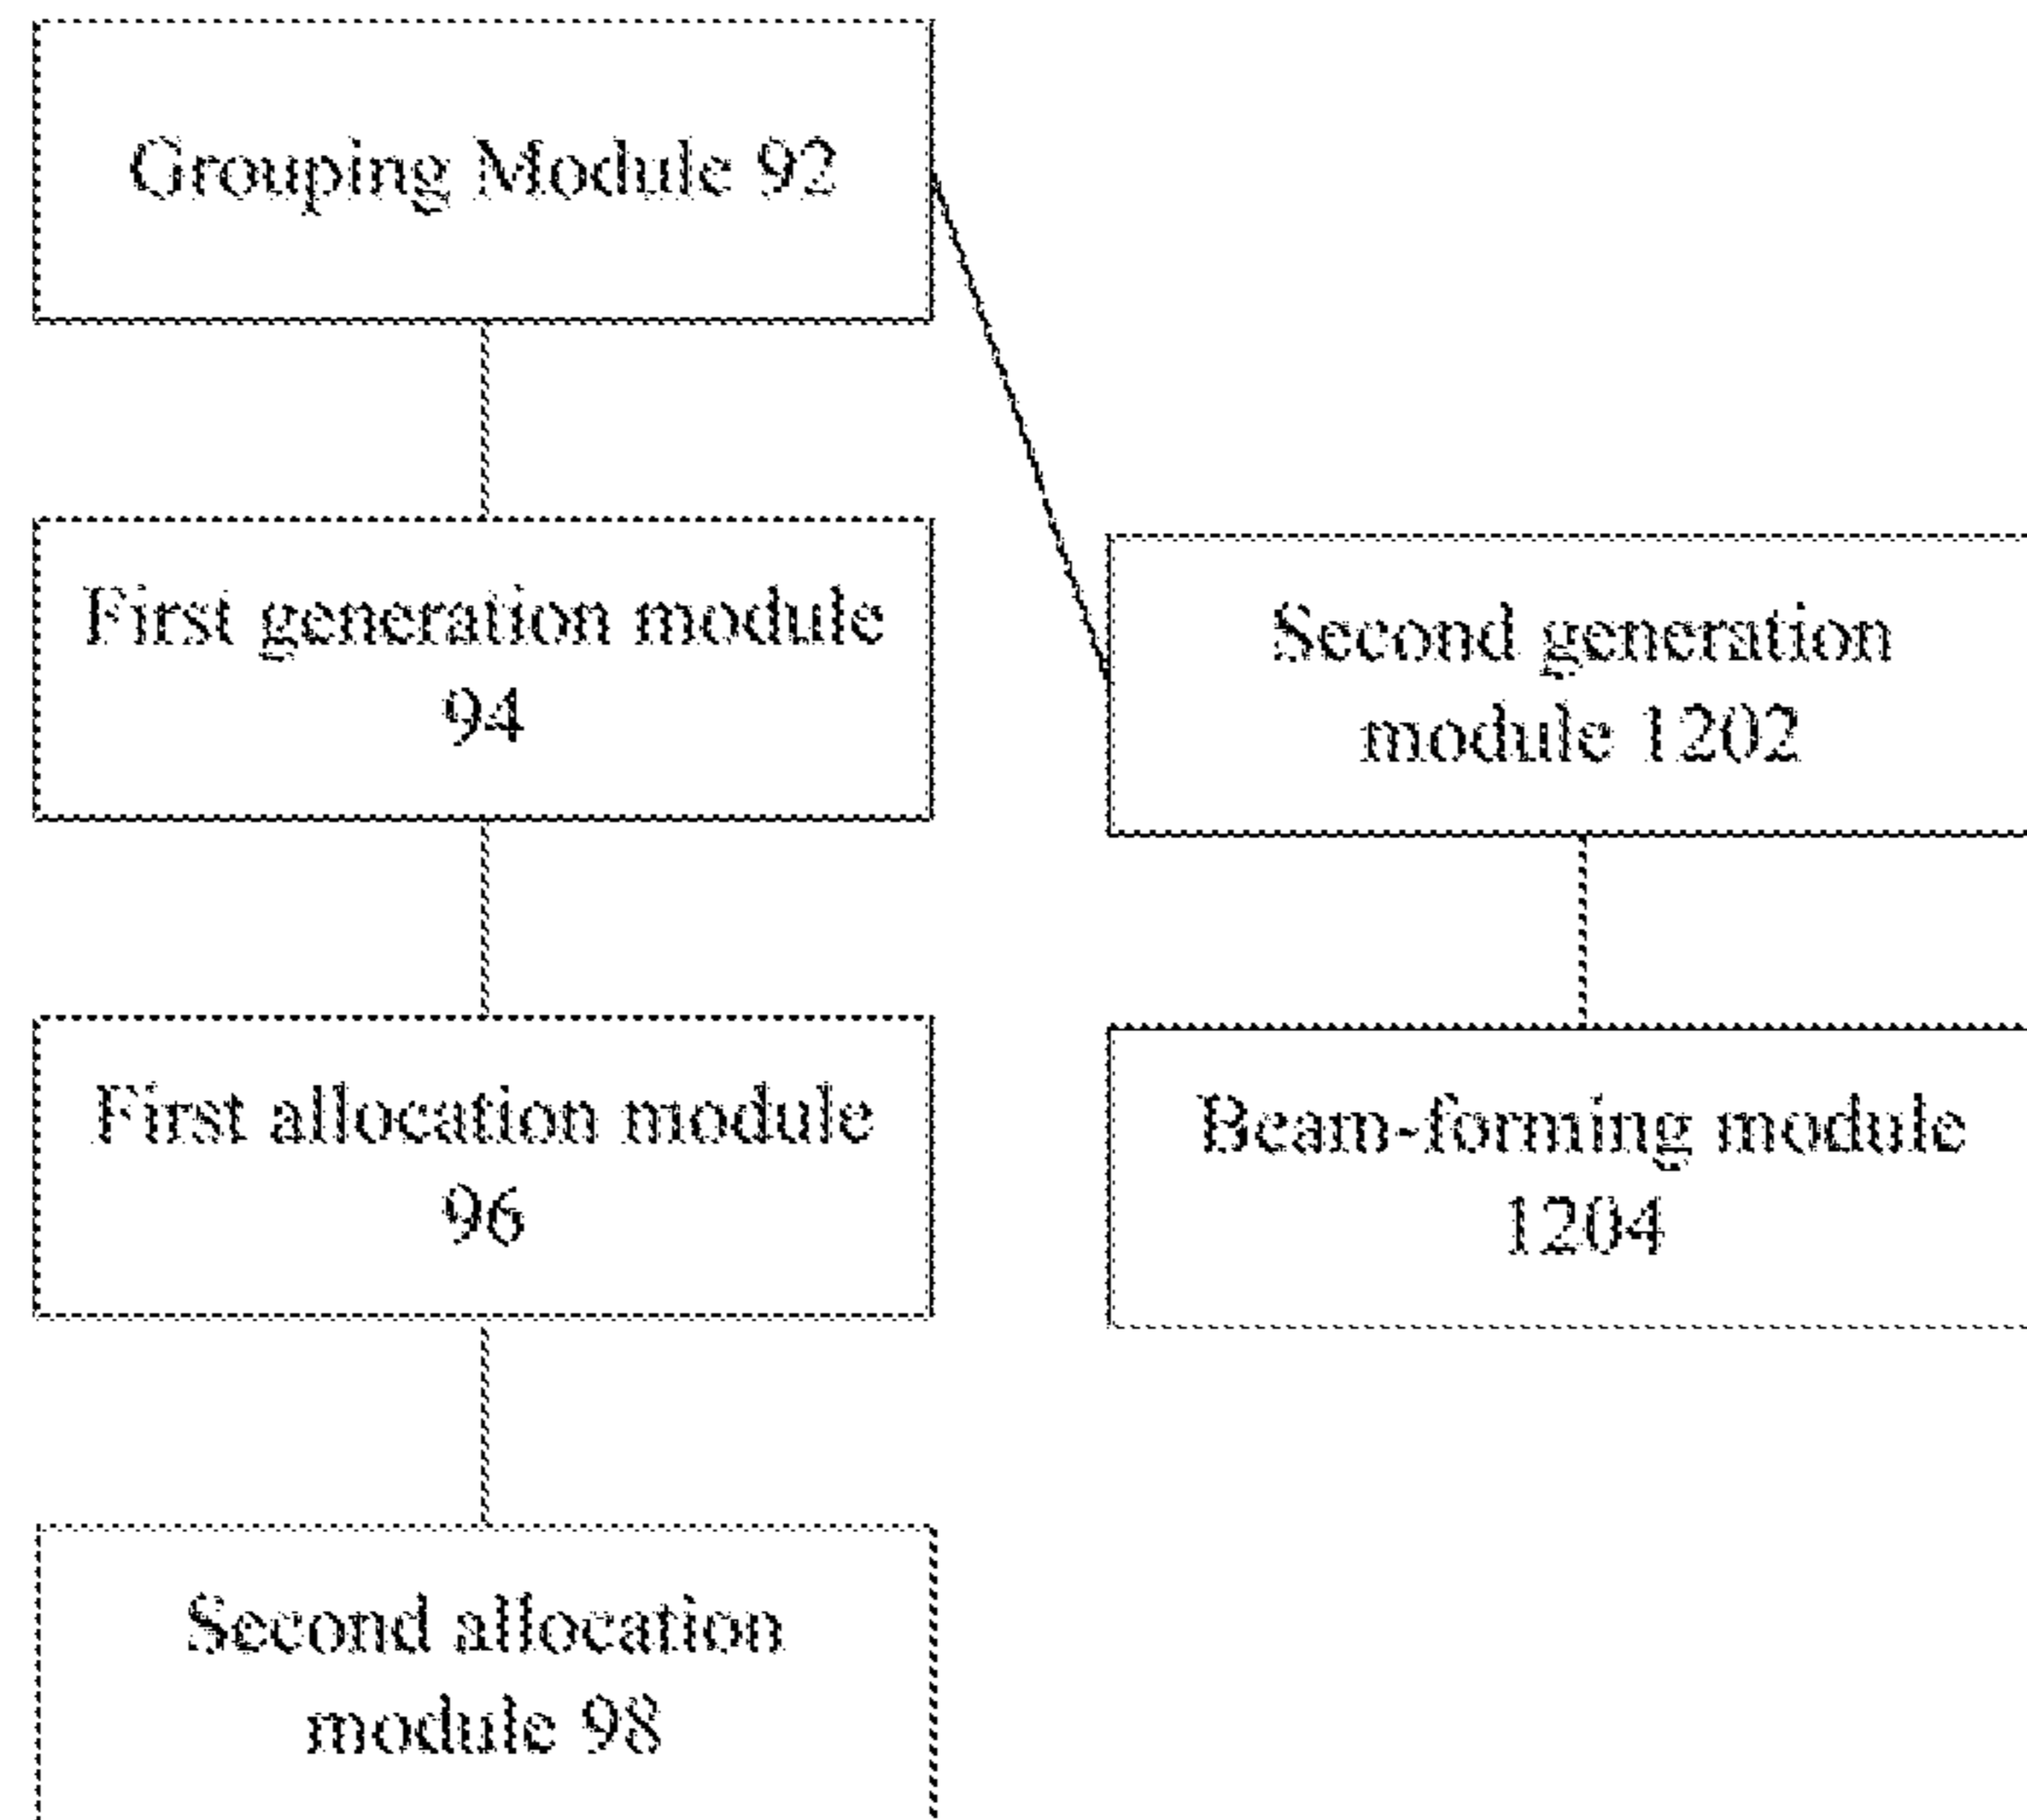 Grouping Module 92
First generation module
94
Second generation
module 1202
First allocation module
96
Beam-forming module
1204
Second allocation
module 98